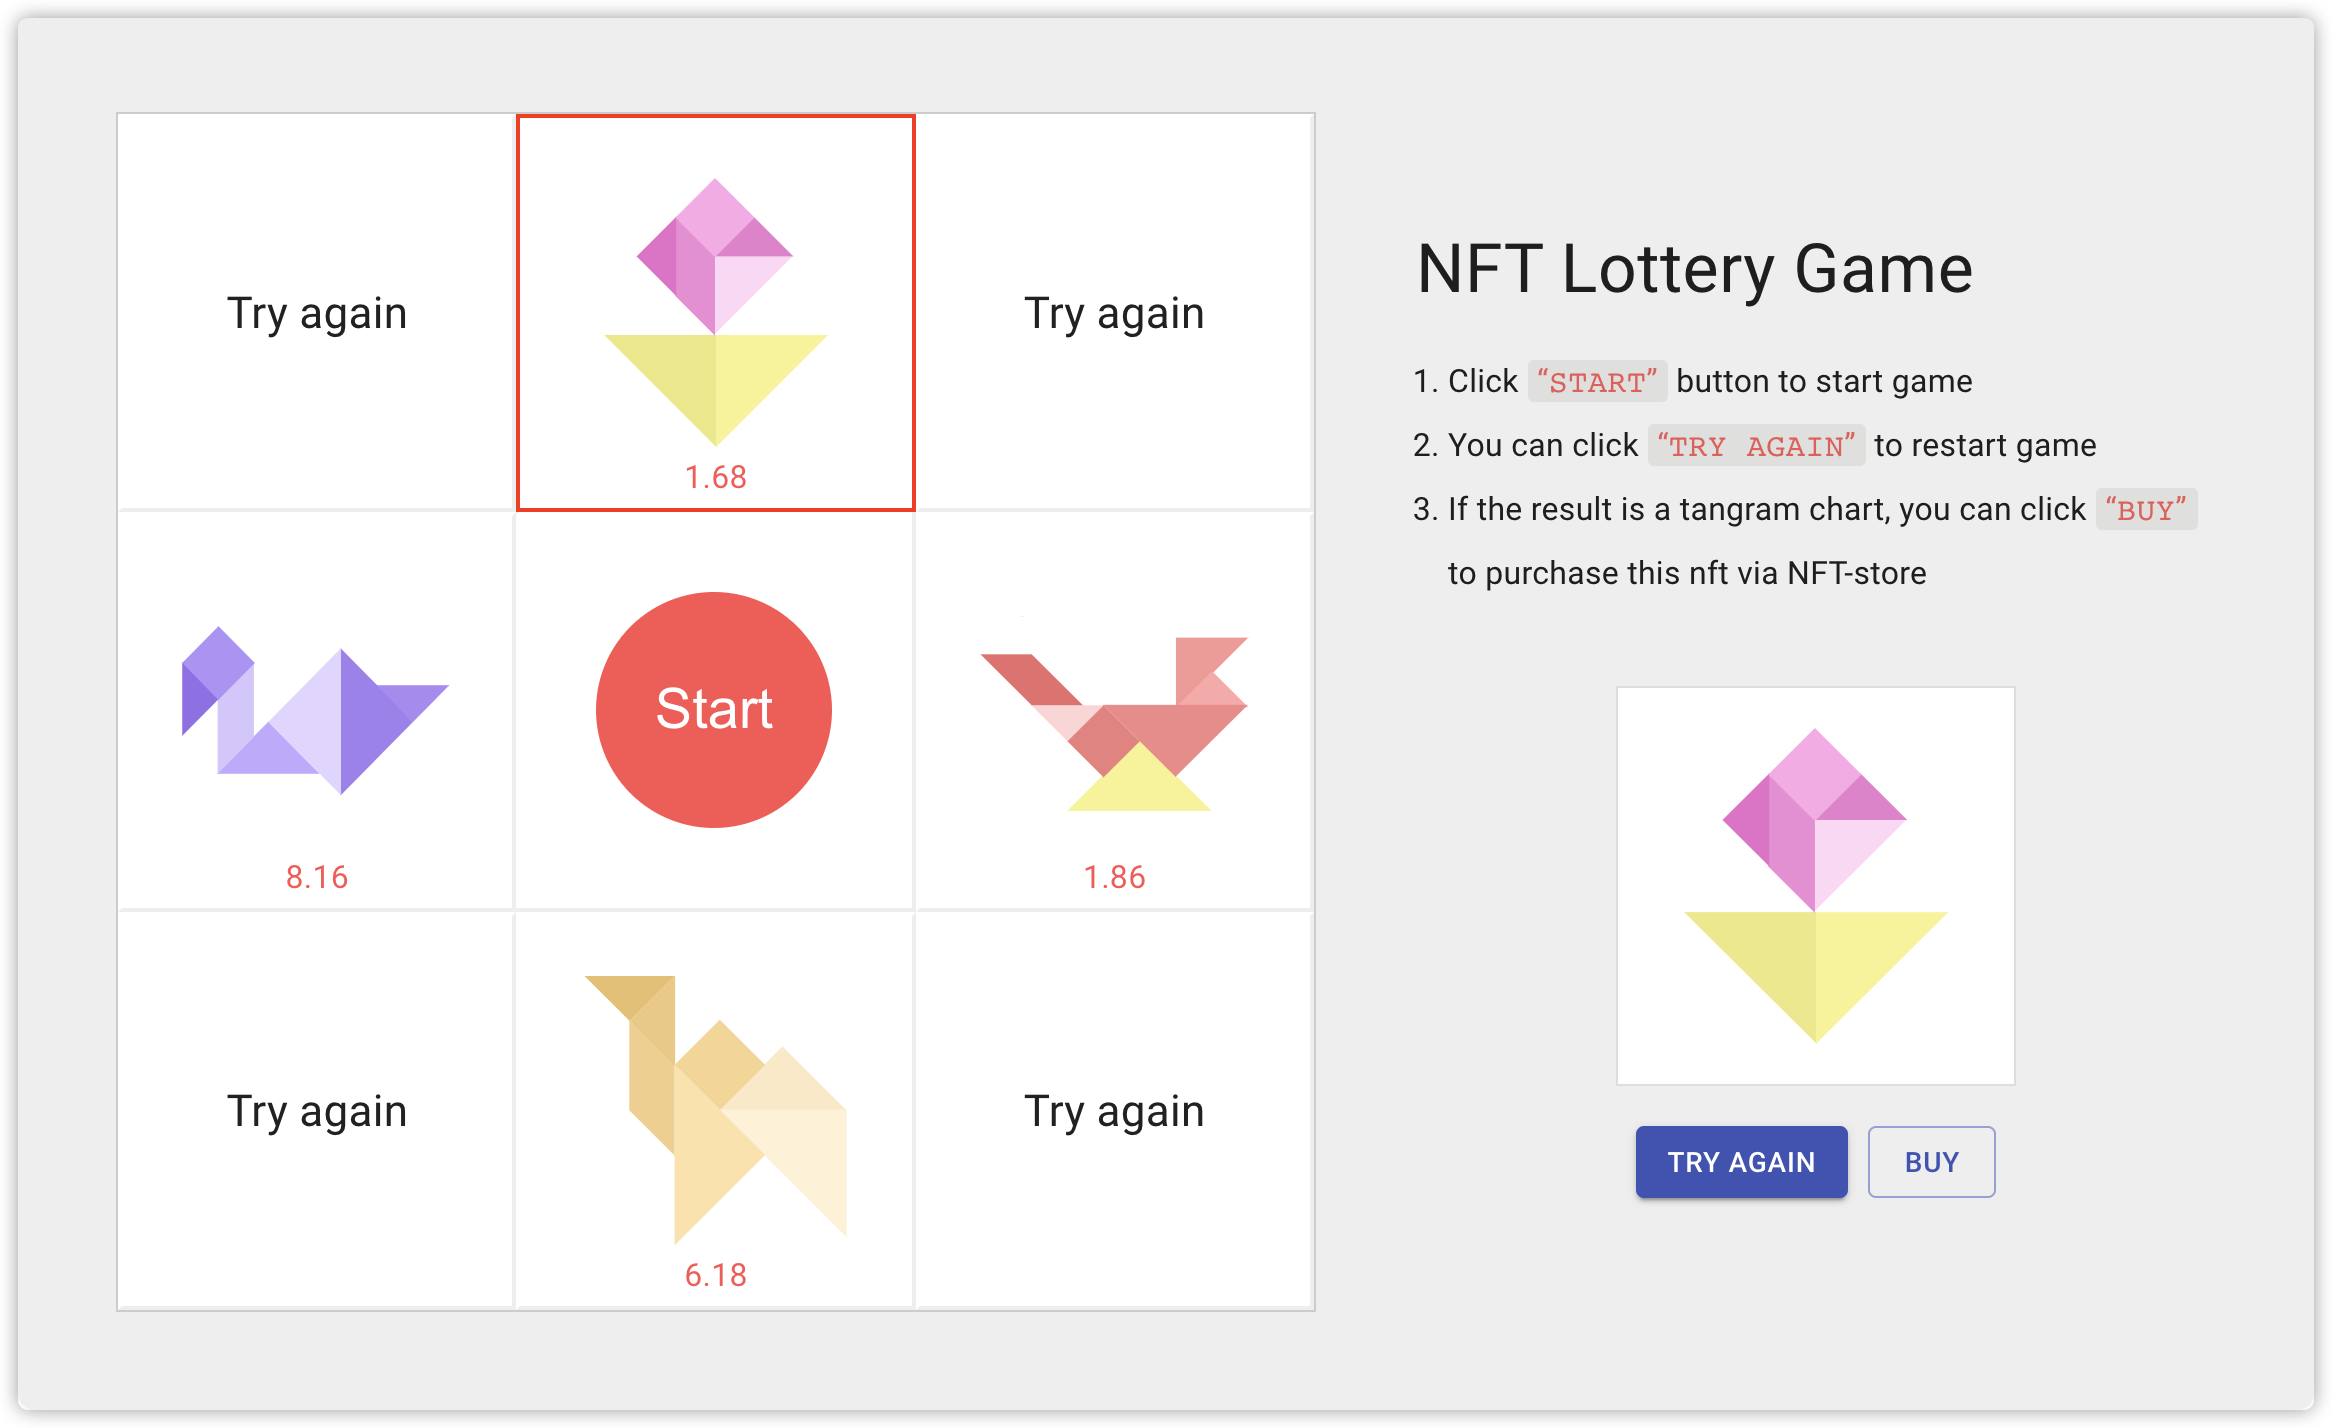 Try again
1.68
Try again
8.16
Start
1.86
Try again
6.18
Try again
NFT Lottery Game
1. Click “START” button to start game
2. You can click “TRY AGAIN” to restart game
3. If the result is a tangram chart, you can click “BUY”
to purchase this nft via NFT-store
TRY AGAIN
BUY